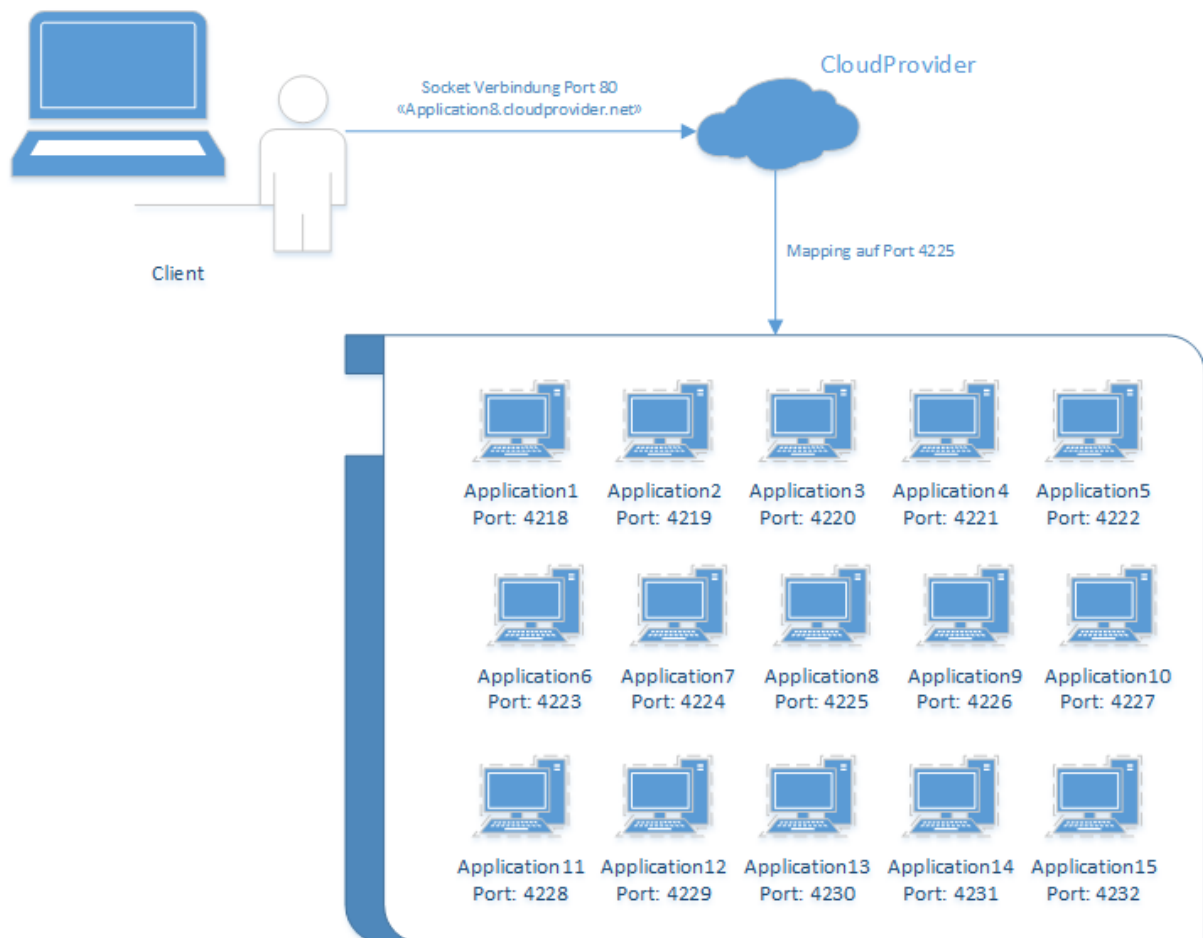 CloudProvider
Socket Verbindung Port 80
«Application8.cloudprovider.net»
Client
Mapping auf Port 4225
Application1 Application2 Application3 Application4 Application5
Port: 4218 Port: 4219 Port: 4220 Port: 4221 Port: 4222
Application6 Application7 Application8 Application9 Application10
Port: 4223 Port: 4224 Port: 4225 Port: 4226 Port: 4227
Application11 Application12 Application13 Application14 Application15
Port: 4228 Port: 4229 Port: 4230 Port: 4231 Port: 4232